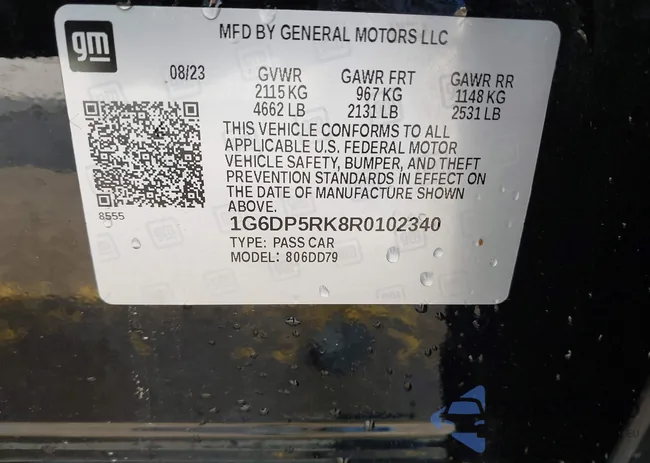 gm
MFD BY GENERAL MOTORS LLC
08/23 GVWR GAWR FRT GAWR RR
2115 KG 967 KG 1148 KG
4662 LB 2131 LB 2531 LB
THIS VEHICLE CONFORMS TO ALL
APPLICABLE U.S. FEDERAL MOTOR
VEHICLE SAFETY, BUMPER, AND THEFT
PREVENTION STANDARDS IN EFFECT ON
THE DATE OF MANUFACTURE SHOWN
ABOVE.
8555
1G6DP5RK8R0102340
TYPE: PASS CAR
MODEL: 806DD79